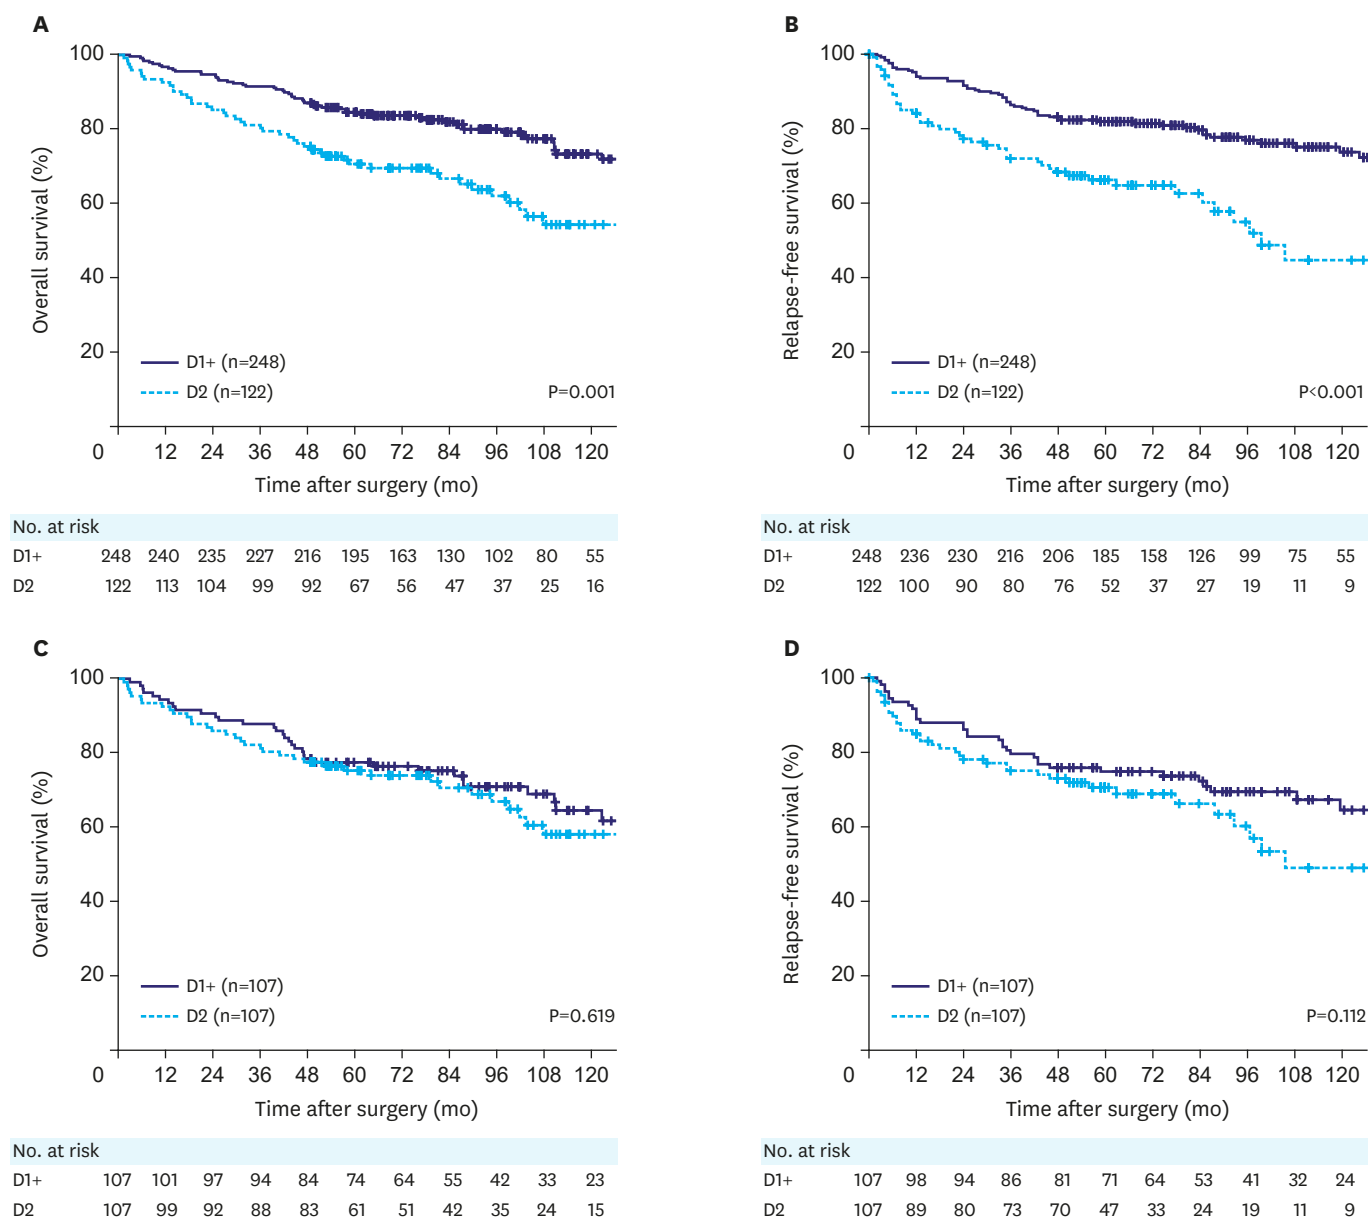 A
100
80
60
40
20
Overall survival (%)
D1+ (n=248)
D2 (n=122)
P=0.001
0 12 24 36 48 60 72 84 96 108 120
Time after surgery (mo)
No. at risk
D1+ 248 240 235 227 216 195 163 130 102 80 55
D2 122 113 104 99 92 67 56 47 37 25 16
B
100
80
60
40
20
Relapse-free survival (%)
D1+ (n=248)
D2 (n=122)
P<0.001
0 12 24 36 48 60 72 84 96 108 120
Time after surgery (mo)
No. at risk
D1+ 248 236 230 216 206 185 158 126 99 75 55
D2 122 100 90 80 76 52 37 27 19 11 9
C
100
80
60
40
20
Overall survival (%)
D1+ (n=107)
D2 (n=107)
P=0.619
0 12 24 36 48 60 72 84 96 108 120
Time after surgery (mo)
No. at risk
D1+ 107 101 97 94 84 74 64 55 42 33 23
D2 107 99 92 88 83 61 51 42 35 24 15
D
100
80
60
40
20
Relapse-free survival (%)
D1+ (n=107)
D2 (n=107)
P=0.112
0 12 24 36 48 60 72 84 96 108 120
Time after surgery (mo)
No. at risk
D1+ 107 98 94 86 81 71 64 53 41 32 24
D2 107 89 80 73 70 47 33 24 19 11 9